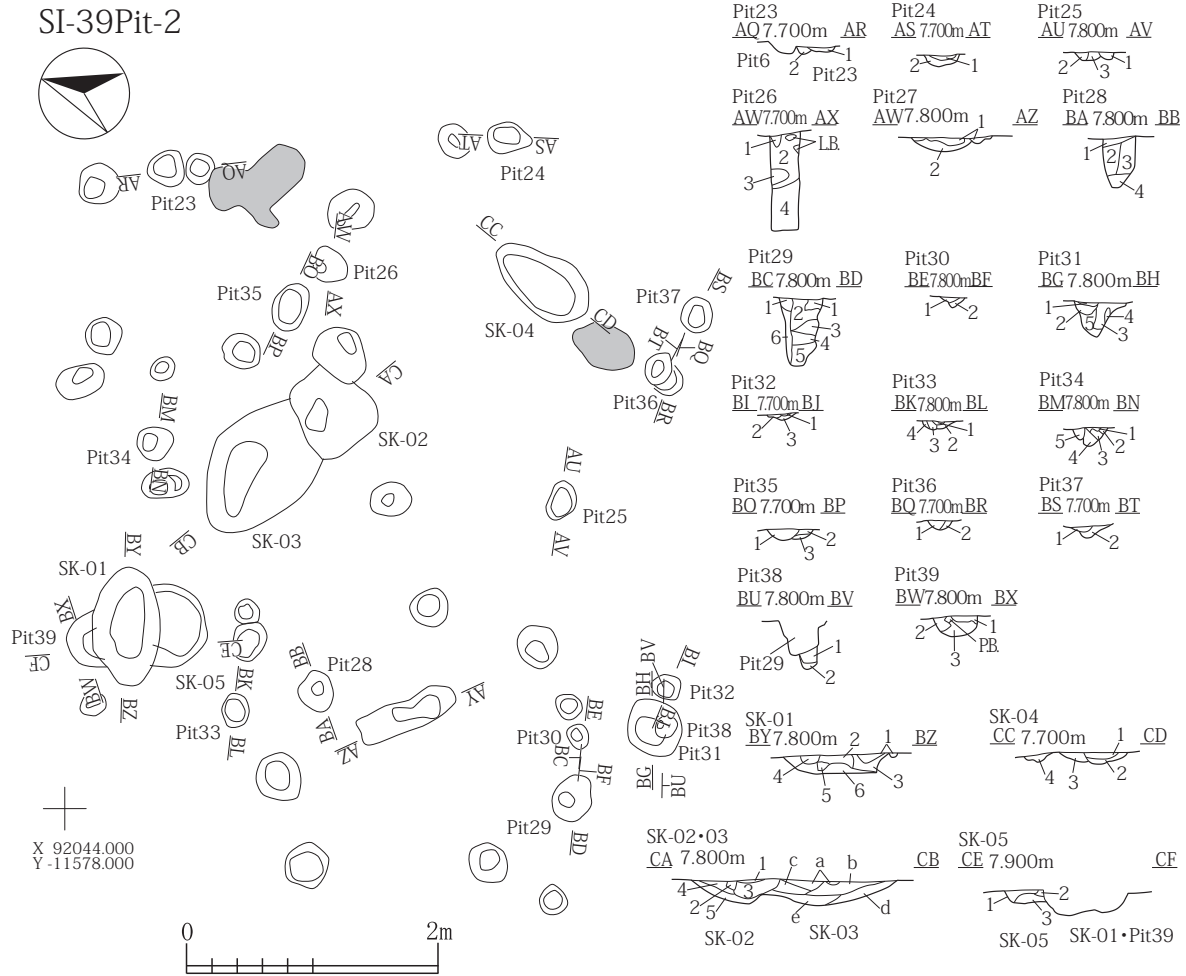 SI-39Pit-2
AR
Pit23
AQ
AT
AS
Pit24
AW
BO
Pit26
Pit35
AX
BP
CA
CC
SK-04
CD
Pit37
BS
BT
BQ
Pit36
BR
BM
Pit34
BN
SK-02
SK-03
CB
AU
Pit25
AV
BY
SK-01
BX
Pit39
CF
BW
BZ
SK-05
CE
BK
Pit33
BL
BB
Pit28
BA
AZ
AY
BE
Pit30
BC
BF
Pit29
BD
BV
BI
BH
Pit32
BJ
Pit38
Pit31
BG
BU
X 92044.000
Y -11578.000
0 2m
Pit23
AQ 7.700m AR
Pit6 2 Pit23 1
Pit24
AS 7.700m AT
2 1
Pit25
AU 7.800m AV
2 3 1
Pit26
AW 7.700m AX
1 2 L.B.
3
4
Pit27
AW 7.800m AZ
1
2
Pit28
BA 7.800m BB
1 2 3
4
Pit29
BC 7.800m BD
1 2 1
3
6 4
5
Pit30
BE 7.800m BF
1 2
Pit31
BG 7.800m BH
1
2 5 4
3
Pit32
BI 7.700m BJ
2 3 1
Pit33
BK 7.800m BL
4 3 2 1
Pit34
BM 7.800m BN
5 4 3 2 1
Pit35
BO 7.700m BP
1 3 2
Pit36
BQ 7.700m BR
1 2
Pit37
BS 7.700m BT
1 2
Pit38
BU 7.800m BV
Pit29 1
2
Pit39
BW 7.800m BX
2 1
3 P.B.
SK-01
BY 7.800m 2 1 BZ
4 5 6 3
SK-04
CC 7.700m 1 CD
4 3 2
SK-02•03
CA 7.800m 1 c a b CB
4 3
2
5 e d
SK-02 SK-03
SK-05
CE 7.900m CF
1 2
3
SK-05 SK-01•Pit39